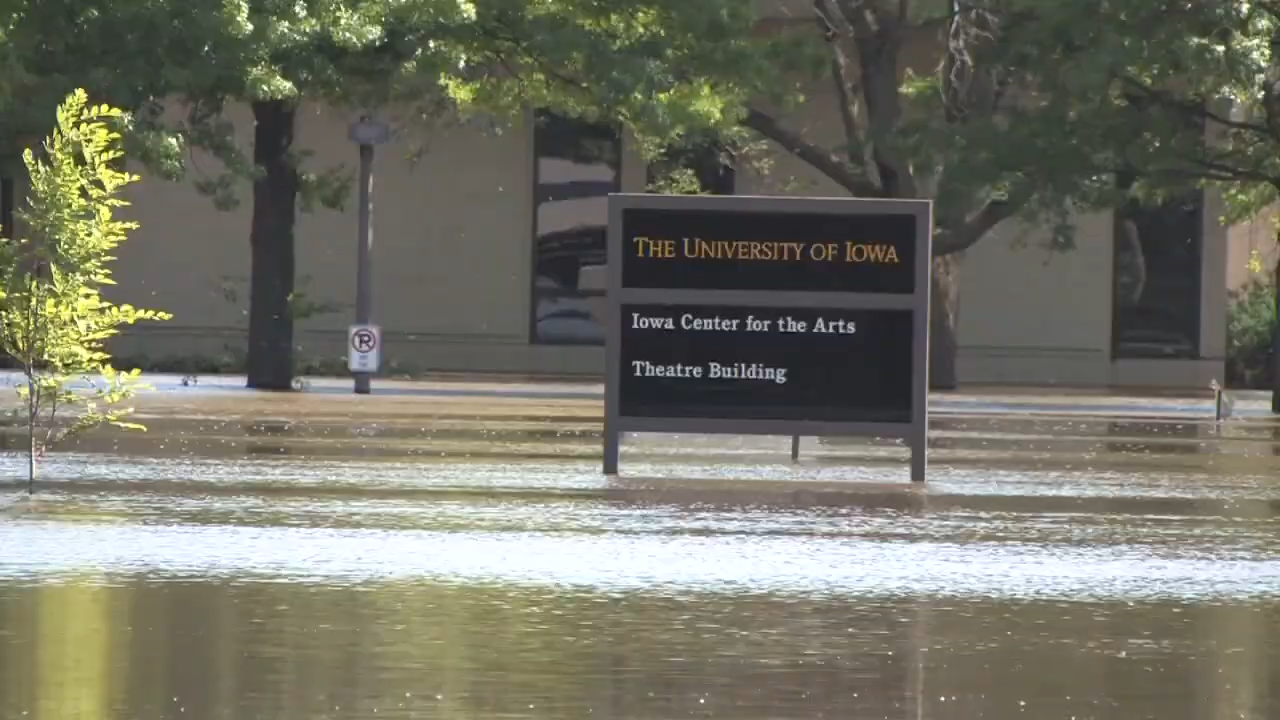 THE UNIVERSITY OF IOWA
Iowa Center for the Arts
Theatre Building